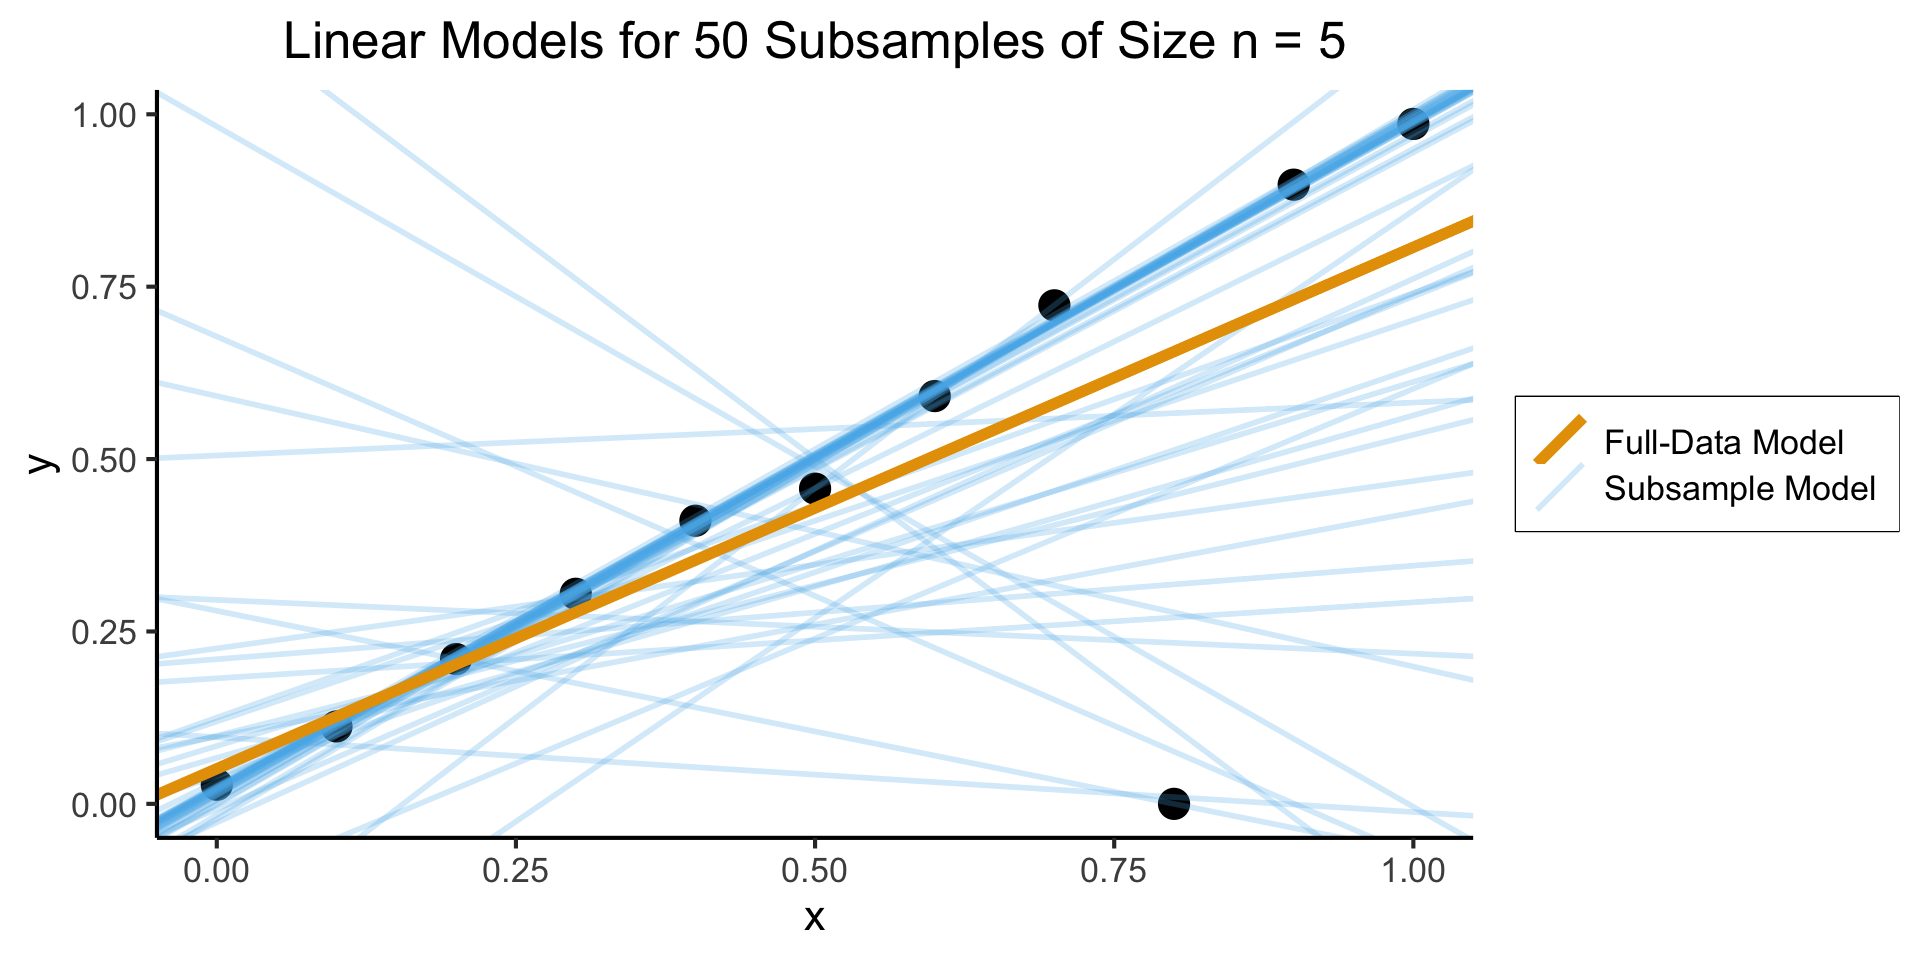 Linear Models for 50 Subsamples of Size n = 5
1.00
0.75
0.50
0.25
0.00
y
0.00 0.25 0.50 0.75 1.00
x
Full-Data Model
Subsample Model